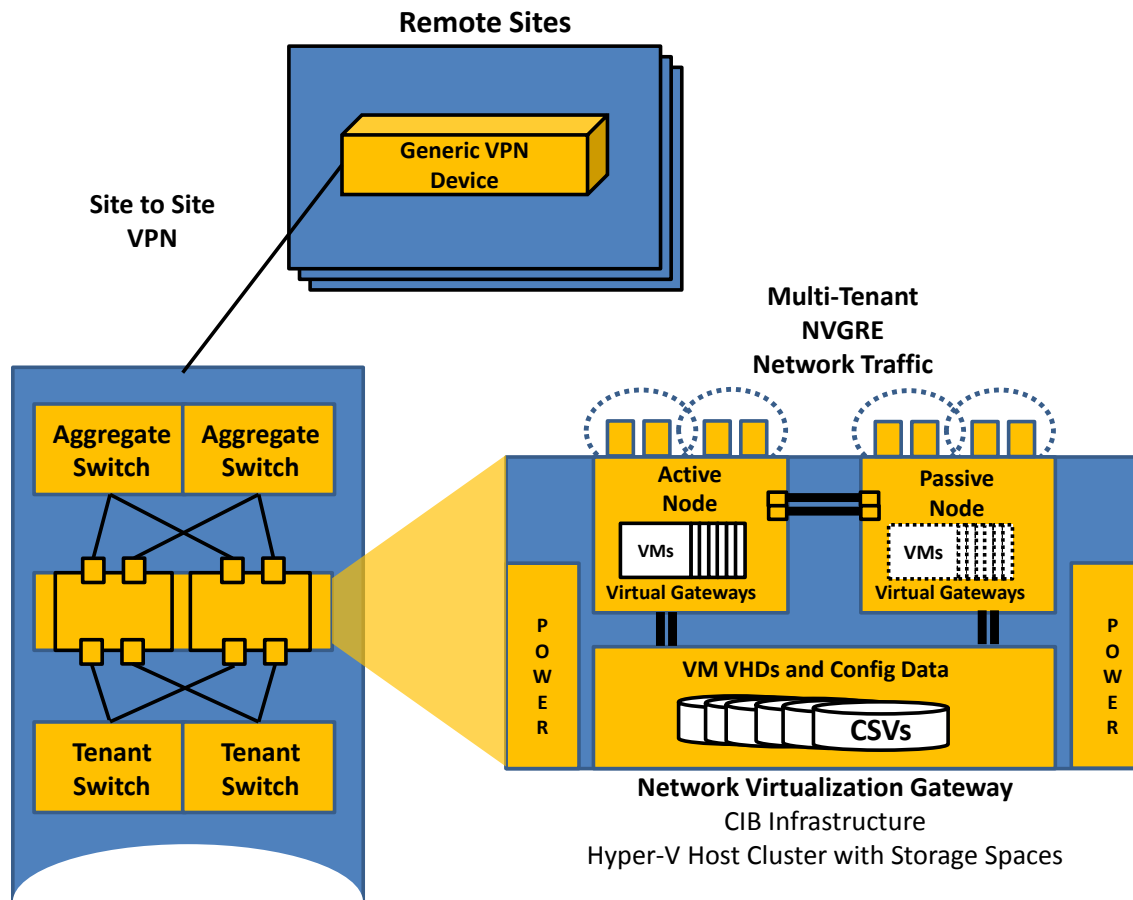 Remote Sites
Generic VPN
Device
Site to Site
VPN
Multi-Tenant
NVGRE
Network Traffic
Aggregate
Switch
Aggregate
Switch
Tenant
Switch
Tenant
Switch
Active
Node
VMs
Virtual Gateways
Passive
Node
VMs
Virtual Gateways
POWER
VM VHDs and Config Data
CSVs
POWER
Network Virtualization Gateway
CIB Infrastructure
Hyper-V Host Cluster with Storage Spaces